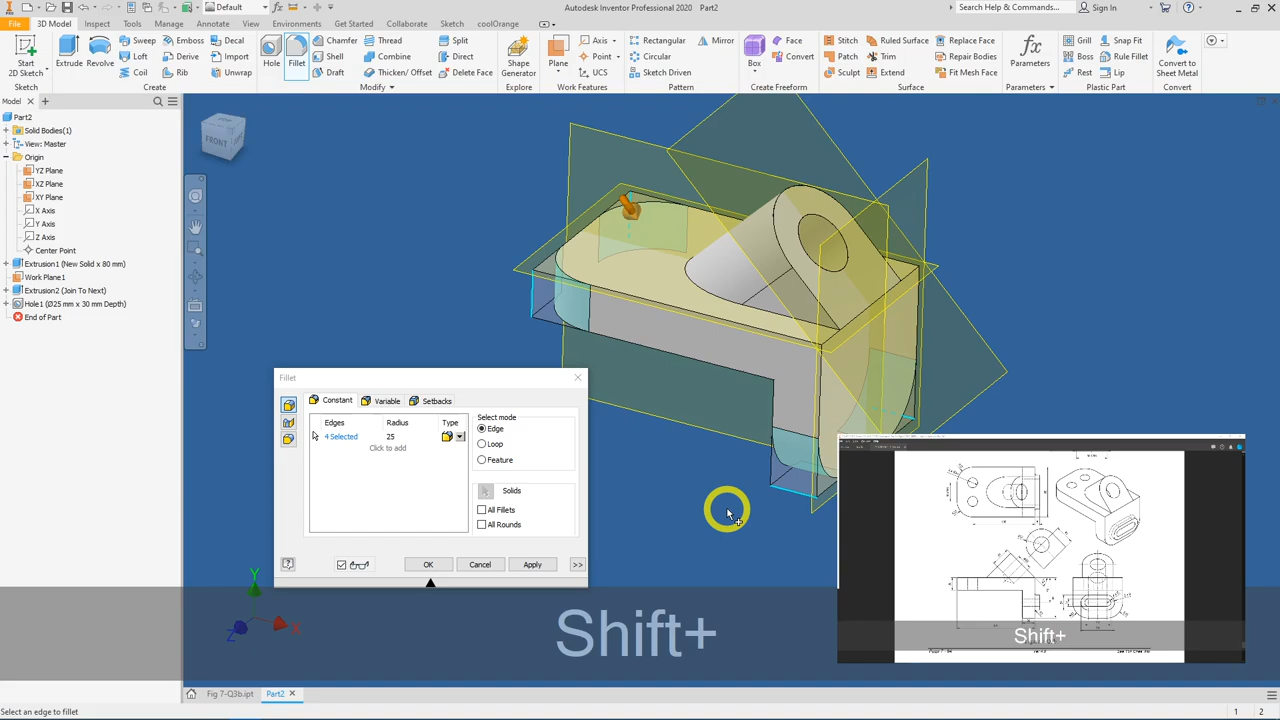 Default
Autodesk Inventor Professional 2020 Part2
Search Help & Commands...
Sign In
File
3D Model
Sketch
Inspect
Tools
Manage
View
Environments
Get Started
Collaborate
Sketch
coolOrange
Start
2D Sketch
Extrude
Revolve
Sweep
Loft
Coil
Emboss
Derive
Rib
Decal
Import
Unwrap
Hole
Fillet
Chamfer
Shell
Draft
Thread
Combine
Thicken/ Offset
Split
Direct
Delete Face
Shape
Generator
Plane
Axis
Point
UCS
Rectangular
Circular
Sketch Driven
Mirror
Box
Face
Convert
Stitch
Patch
Sculpt
Ruled Surface
Trim
Extend
Replace Face
Repair Bodies
Fit Mesh Face
Parameters
Grill
Boss
Rest
Snap Fit
Rule Fillet
Lip
Convert to
Sheet Metal
Sketch
Create
Modify
Explore
Work Features
Pattern
Create Freeform
Surface
Parameters
Plastic Part
Convert
Model
Part2
Solid Bodies(1)
View: Master
Origin
YZ Plane
XZ Plane
XY Plane
X Axis
Y Axis
Z Axis
Center Point
Extrusion1 (New Solid x 80 mm)
Work Plane1
Extrusion2 (Join To Next)
Hole1 (Ø25 mm x 30 mm Depth)
End of Part
FRONT
Fillet
Constant
Variable
Setbacks
Edges Radius Type
4 Selected 25
Click to add
Select mode
Edge
Loop
Feature
Solids
All Fillets
All Rounds
OK
Cancel
Apply
>>
Y
X
Z
Shift+
Shift+
Fig 7-Q3b.ipt
Part2
Select an edge to fillet
1 2